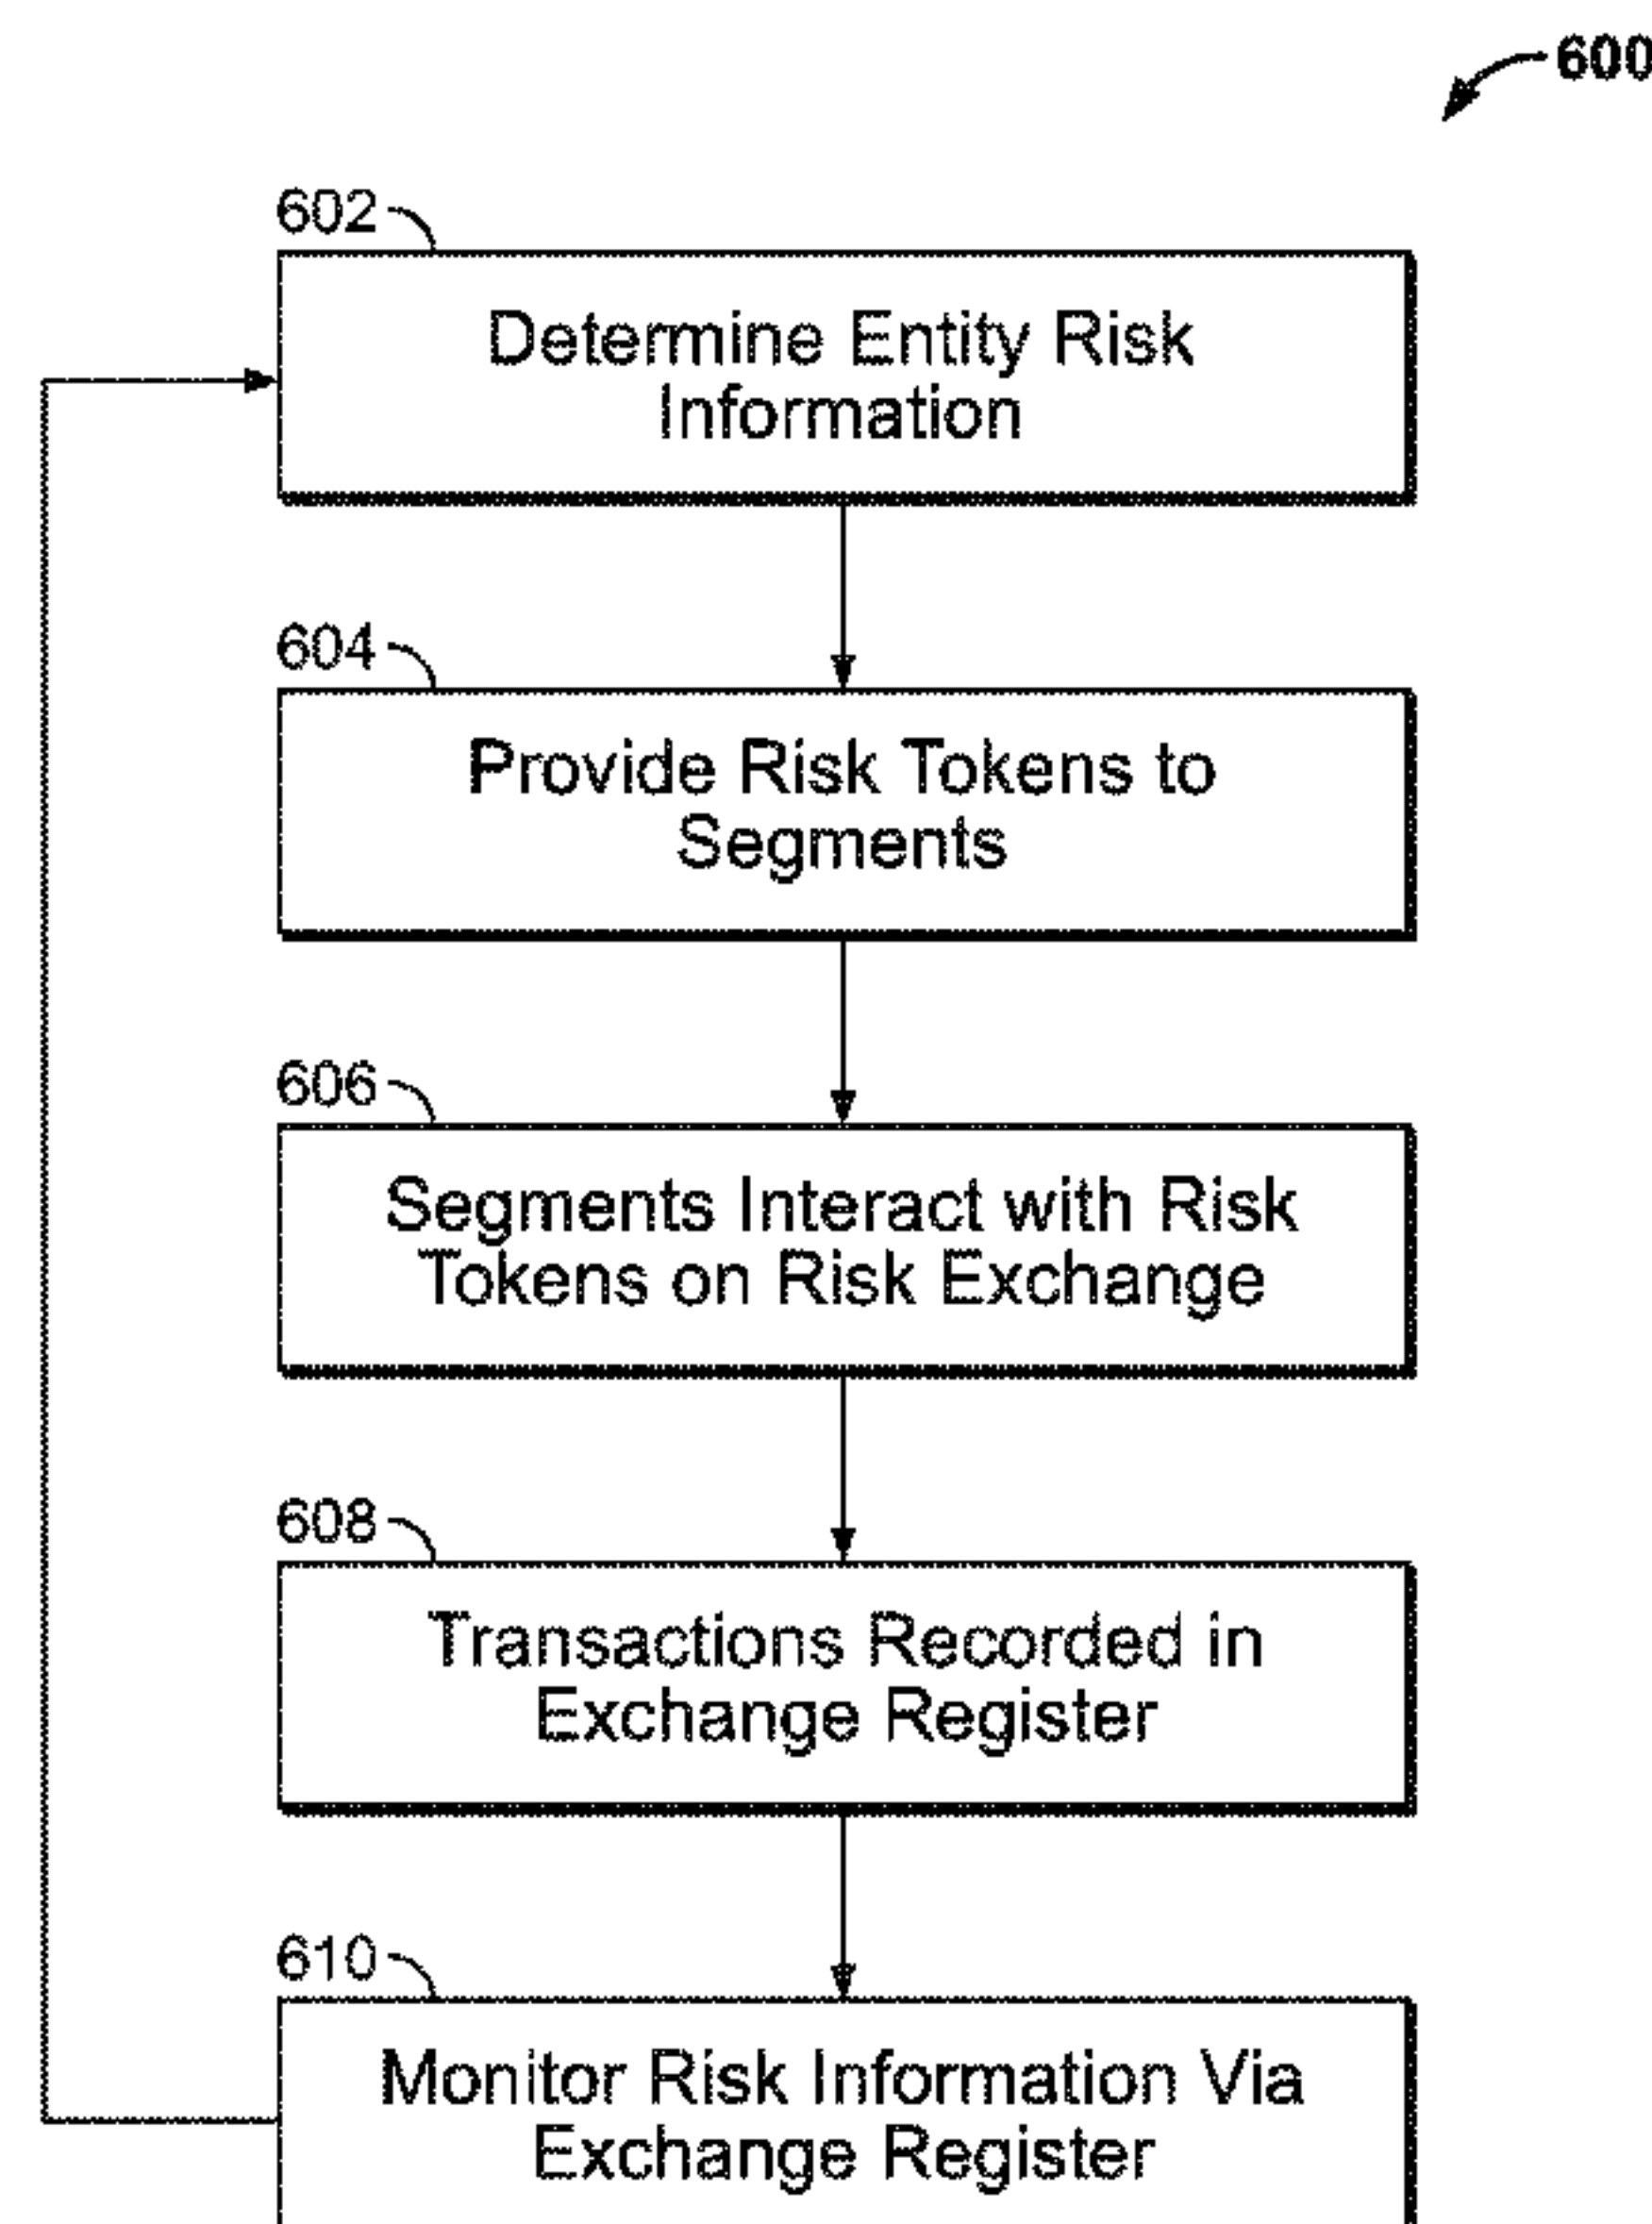 600
602
Determine Entity Risk
Information
604
Provide Risk Tokens to
Segments
606
Segments Interact with Risk
Tokens on Risk Exchange
608
Transactions Recorded in
Exchange Register
610
Monitor Risk Information Via
Exchange Register